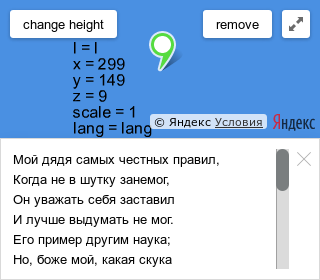 change height
remove
l = l
x = 299
y = 149
z = 9
scale = 1
lang = lang
© Яндекс Условия
Яндекс
Мой дядя самых честных правил,
Когда не в шутку занемог,
Он уважать себя заставил
И лучше выдумать не мог.
Его пример другим наука;
Но, боже мой, какая скука